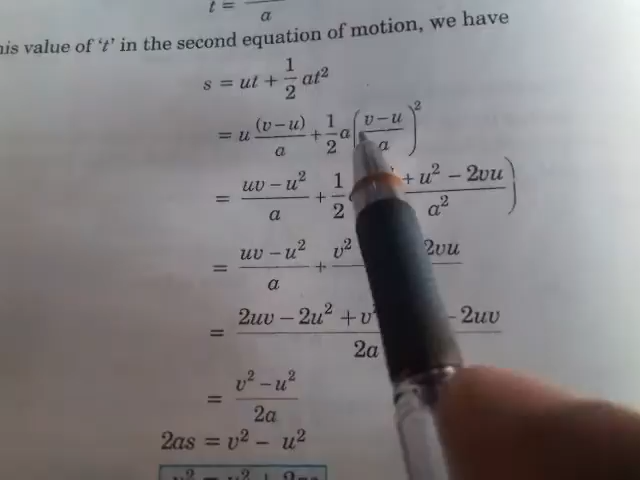 t = a
his value of ‘t’ in the second equation of motion, we have
s = ut + 1/2 at²
= u (v – u)/a + 1/2 a ((v – u)/a)²
= (uv – u²)/a + 1/2 + u² – 2vu)/a²
= (uv – u²)/a + v² 2vu
= (2uv – 2u² + v – 2uv)/2a
= (v² – u²)/2a
2as = v² – u²